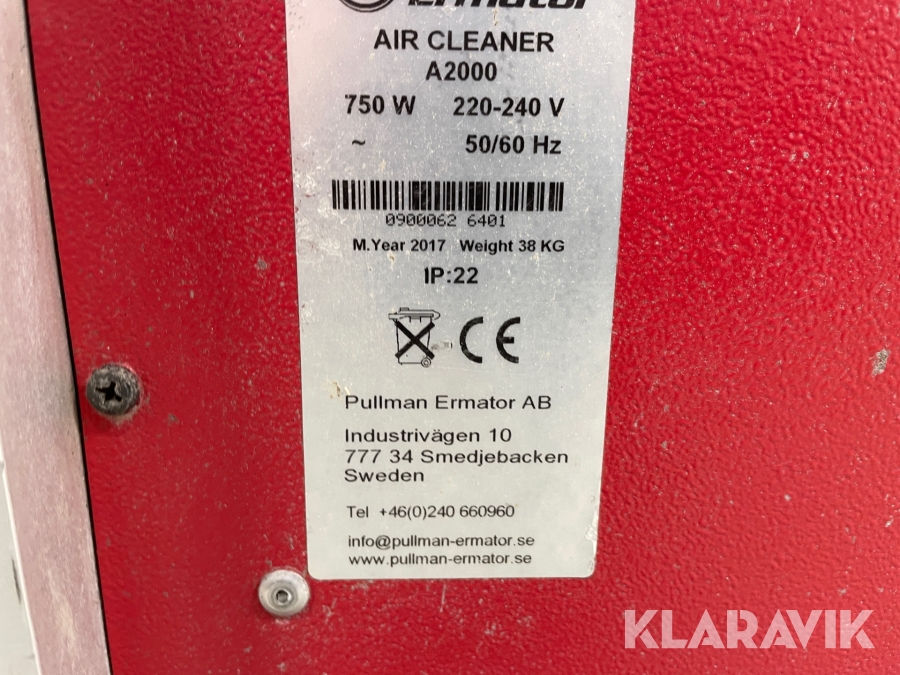 Ermator
AIR CLEANER
A2000
750 W 220-240 V
~ 50/60 Hz
0900062 6401
M.Year 2017 Weight 38 KG
IP:22
CE
Pullman Ermator AB
Industrivägen 10
777 34 Smedjebacken
Sweden
Tel +46(0)240 660960
info@pullman-ermator.se
www.pullman-ermator.se
KLARAVIK